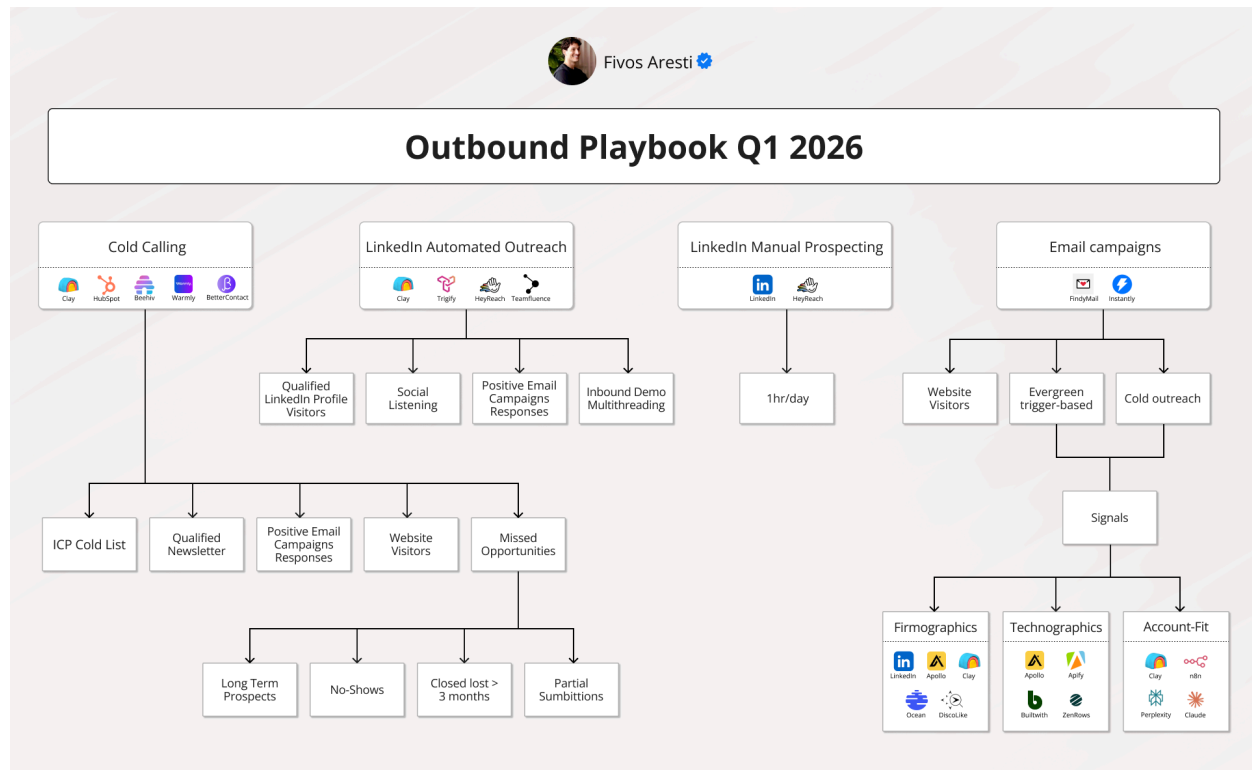 Fivos Aresti
Outbound Playbook Q1 2026
Cold Calling
Clay
HubSpot
Beehiv
Warmly
BetterContact
LinkedIn Automated Outreach
Clay
Trigify
HeyReach
Teamfluence
LinkedIn Manual Prospecting
LinkedIn
HeyReach
Email campaigns
FindyMail
Instantly
Qualified
LinkedIn Profile
Visitors
Social
Listening
Positive Email
Campaigns
Responses
Inbound Demo
Multithreading
1hr/day
Website
Visitors
Evergreen
trigger-based
Cold outreach
Signals
ICP Cold List
Qualified
Newsletter
Positive Email
Campaigns
Responses
Website
Visitors
Missed
Opportunities
Long Term
Prospects
No-Shows
Closed lost >
3 months
Partial
Sumbittions
Firmographics
LinkedIn
Apollo
Clay
Ocean
DiscoLike
Technographics
Apollo
Apify
Builtwith
ZenRows
Account-Fit
Clay
n8n
Perplexity
Claude